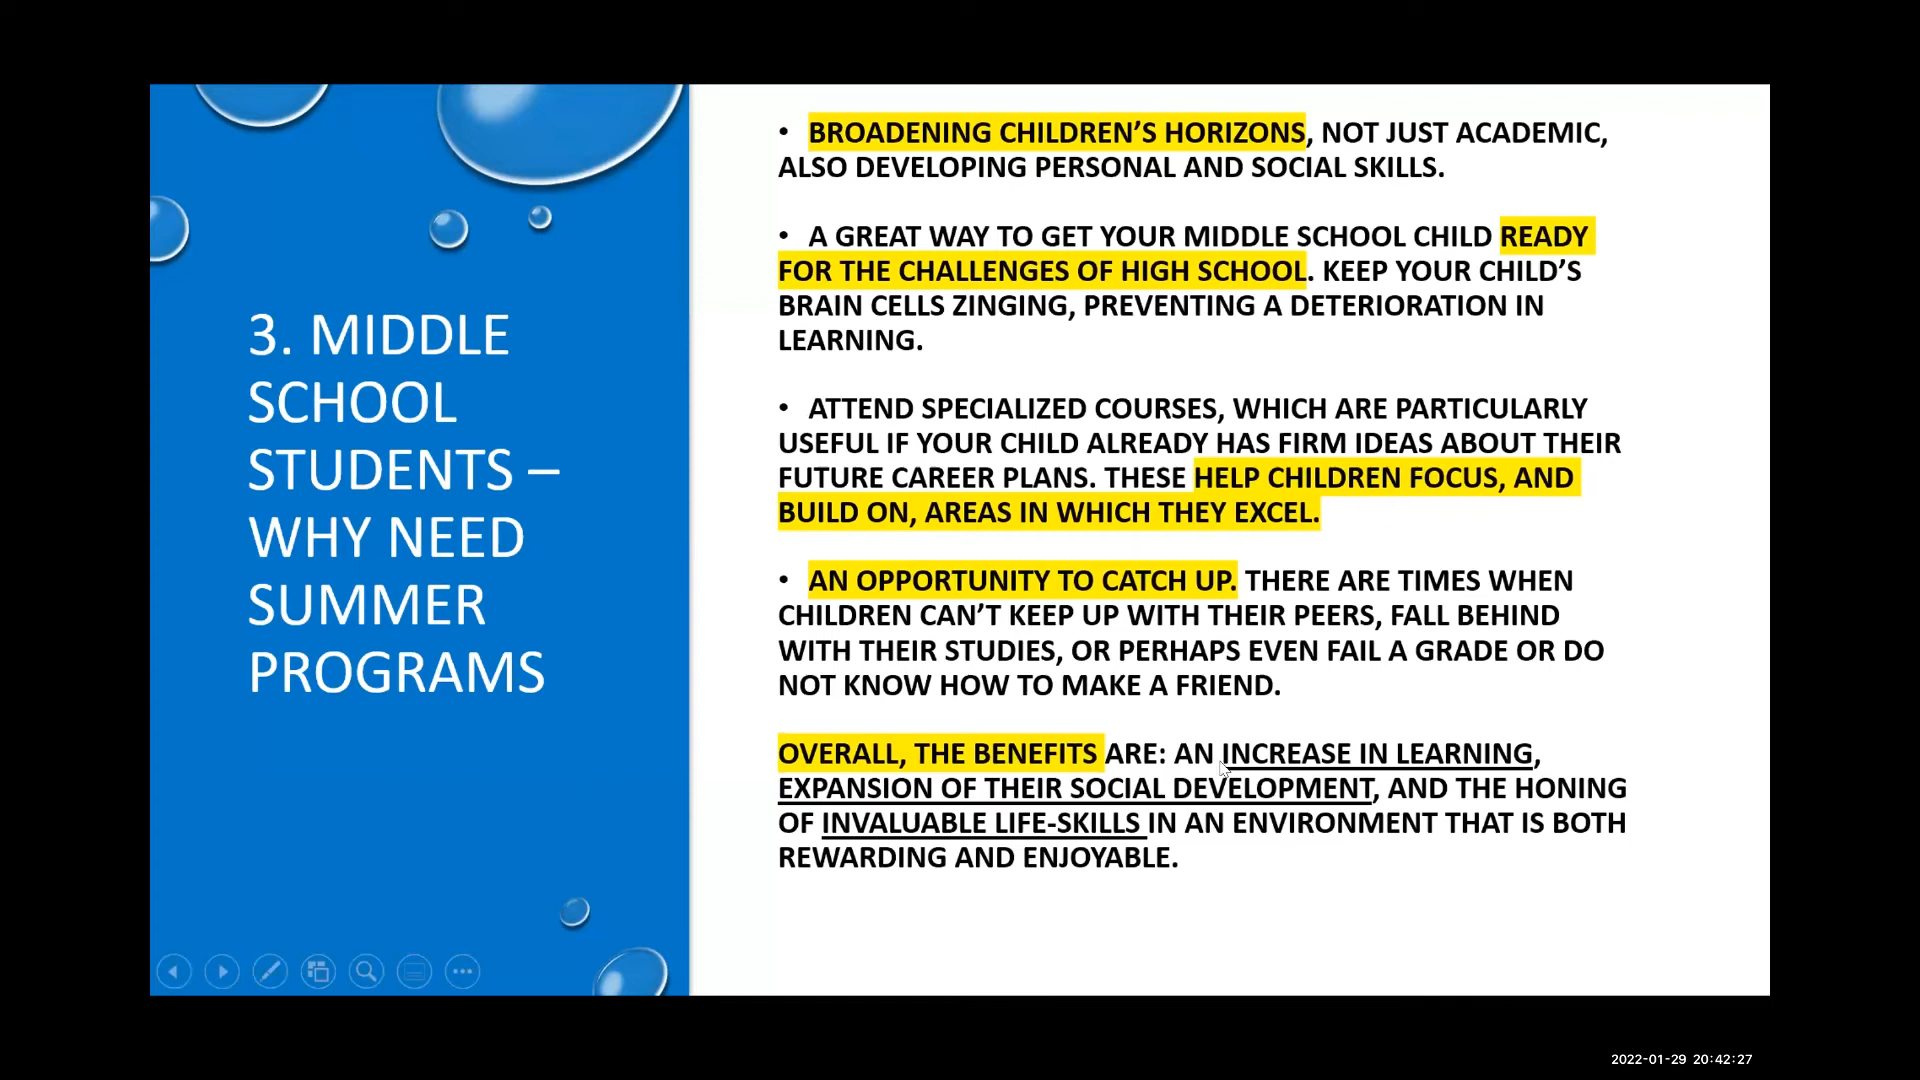 3. MIDDLE
SCHOOL
STUDENTS –
WHY NEED
SUMMER
PROGRAMS
• BROADENING CHILDREN’S HORIZONS, NOT JUST ACADEMIC,
ALSO DEVELOPING PERSONAL AND SOCIAL SKILLS.
• A GREAT WAY TO GET YOUR MIDDLE SCHOOL CHILD READY
FOR THE CHALLENGES OF HIGH SCHOOL. KEEP YOUR CHILD’S
BRAIN CELLS ZINGING, PREVENTING A DETERIORATION IN
LEARNING.
• ATTEND SPECIALIZED COURSES, WHICH ARE PARTICULARLY
USEFUL IF YOUR CHILD ALREADY HAS FIRM IDEAS ABOUT THEIR
FUTURE CAREER PLANS. THESE HELP CHILDREN FOCUS, AND
BUILD ON, AREAS IN WHICH THEY EXCEL.
• AN OPPORTUNITY TO CATCH UP. THERE ARE TIMES WHEN
CHILDREN CAN’T KEEP UP WITH THEIR PEERS, FALL BEHIND
WITH THEIR STUDIES, OR PERHAPS EVEN FAIL A GRADE OR DO
NOT KNOW HOW TO MAKE A FRIEND.
OVERALL, THE BENEFITS ARE: AN INCREASE IN LEARNING,
EXPANSION OF THEIR SOCIAL DEVELOPMENT, AND THE HONING
OF INVALUABLE LIFE-SKILLS IN AN ENVIRONMENT THAT IS BOTH
REWARDING AND ENJOYABLE.
2022-01-29 20:42:27